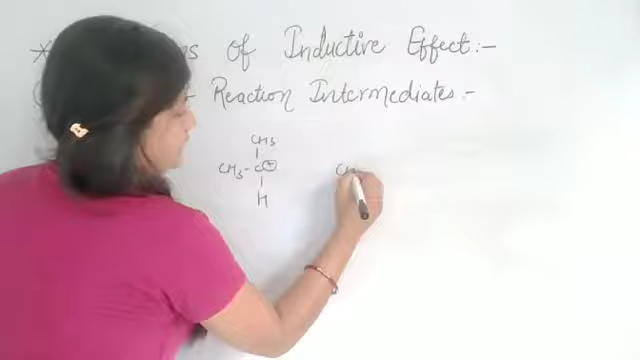 * of Inductive Effect:-
Reaction Intermediates:-
CH3
CH3- C⊕
H